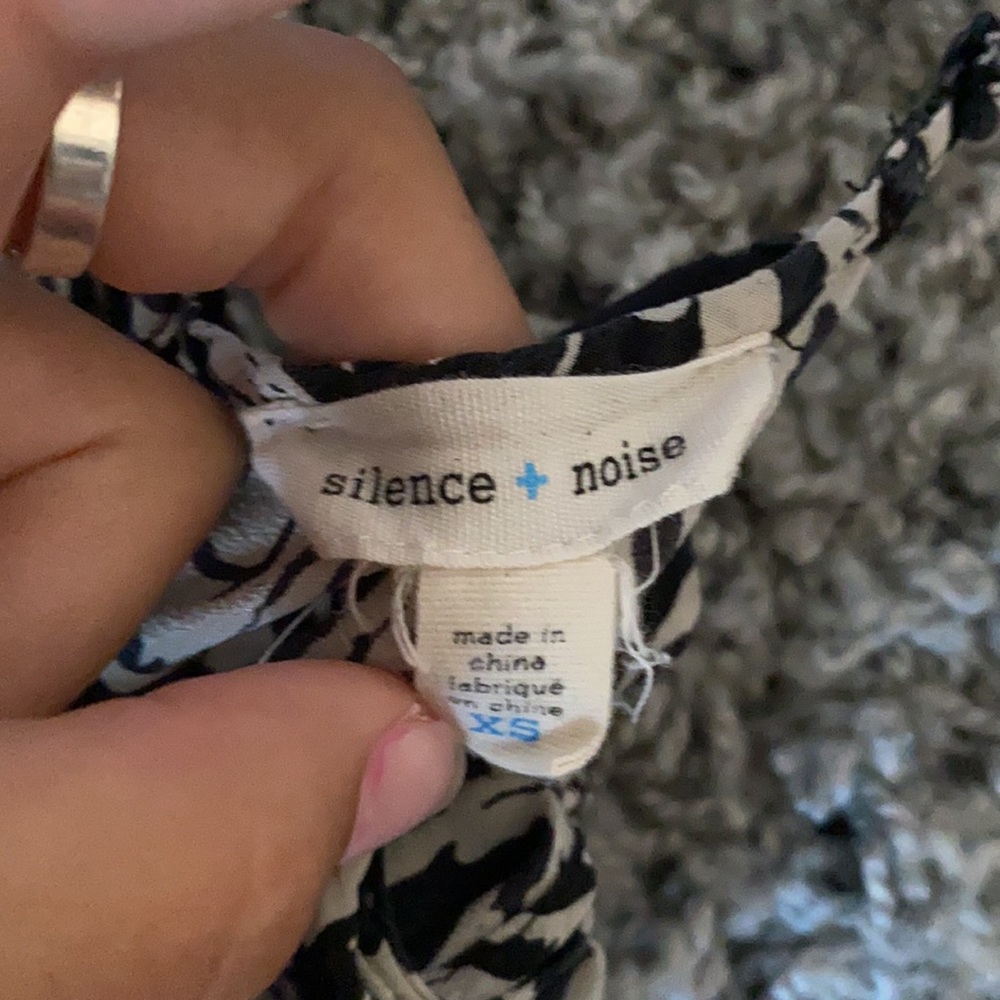 silence + noise
made in
china
fabriqué
en chine
XS